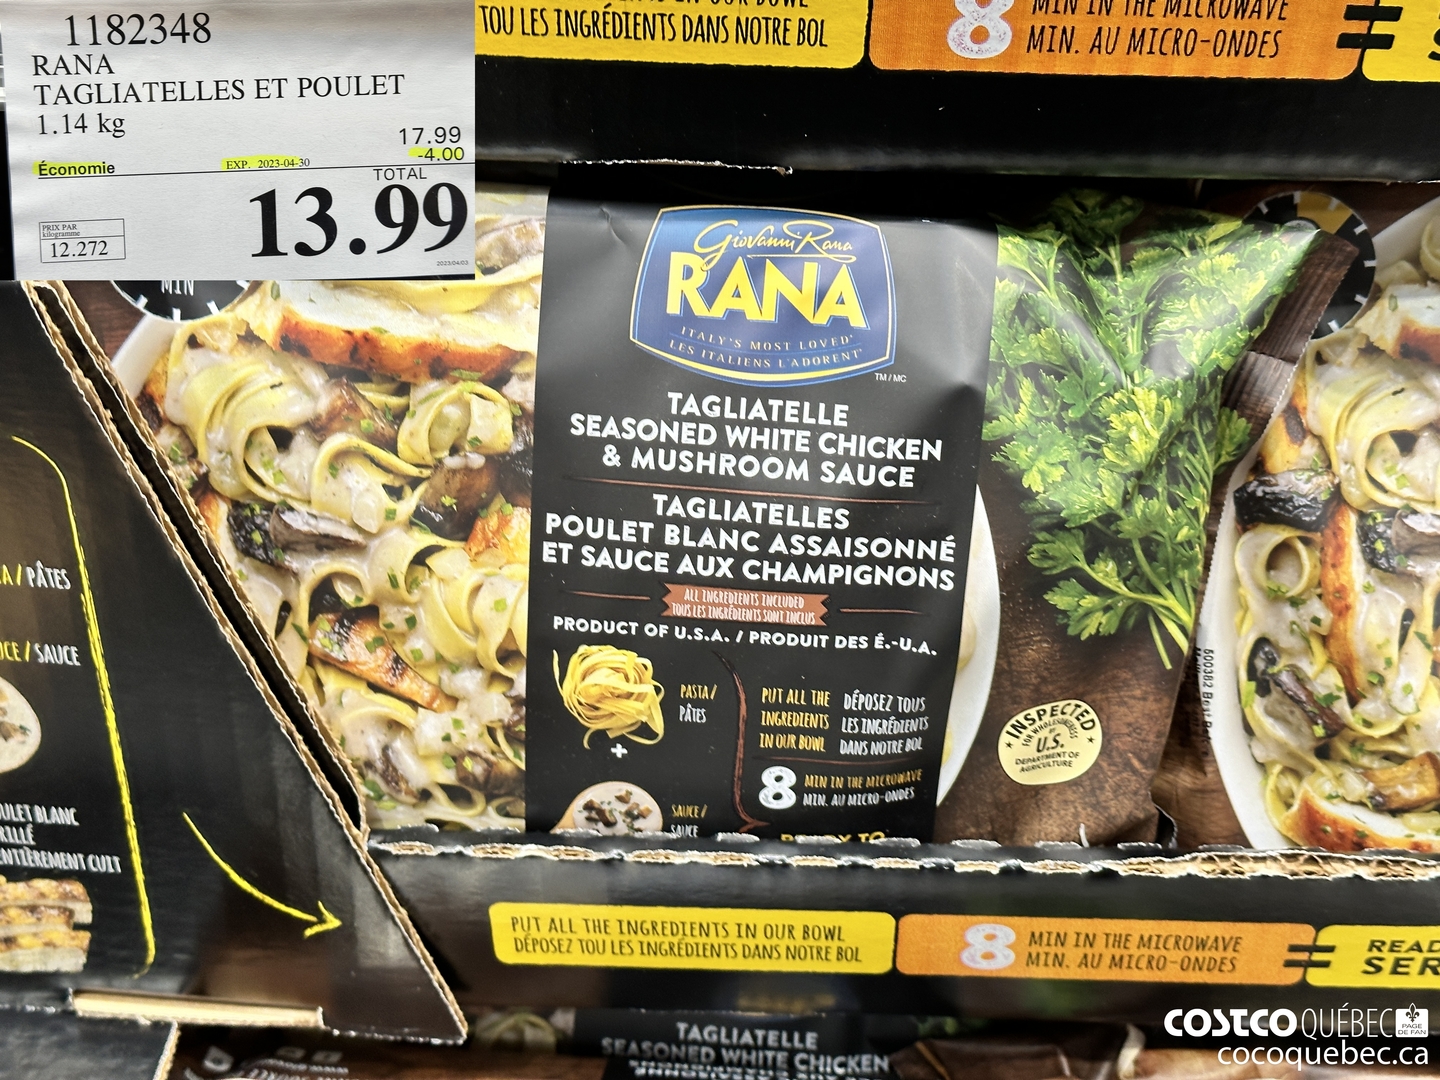 1182348
RANA
TAGLIATELLES ET POULET
1.14 kg
17.99
Économie
EXP. 2023-04-30
-4.00
TOTAL
13.99
PRIX PAR
kilogramme
12.272
2023/04/03
TOU LES INGRÉDIENTS DANS NOTRE BOL
8
MIN IN THE MICROWAVE
MIN. AU MICRO-ONDES
=
MIN
Giovanni Rana
RANA
ITALY'S MOST LOVED
LES ITALIENS L'ADORENT
TM/MC
TAGLIATELLE
SEASONED WHITE CHICKEN
& MUSHROOM SAUCE
TAGLIATELLES
POULET BLANC ASSAISONNÉ
ET SAUCE AUX CHAMPIGNONS
ALL INGREDIENTS INCLUDED
TOUS LES INGRÉDIENTS SONT INCLUS
PRODUCT OF U.S.A. / PRODUIT DES É.-U.A.
PASTA /
PÂTES
+
SAUCE /
SAUCE
PUT ALL THE
INGREDIENTS
IN OUR BOWL
DÉPOSEZ TOUS
LES INGRÉDIENTS
DANS NOTRE BOL
8
MIN IN THE MICROWAVE
MIN. AU MICRO-ONDES
READY TO
INSPECTED
FOR WHOLESOMENESS
U.S.
DEPARTMENT OF
AGRICULTURE
/ PÂTES
/ SAUCE
POULET BLANC
GRILLÉ
ENTIÈREMENT CUIT
PUT ALL THE INGREDIENTS IN OUR BOWL
DÉPOSEZ TOU LES INGRÉDIENTS DANS NOTRE BOL
8
MIN IN THE MICROWAVE
MIN. AU MICRO-ONDES
=
READ
SER
TAGLIATELLE
SEASONED WHITE CHICKEN
COSTCO QUÉBEC
PAGE
DE FAN
cocoquebec.ca